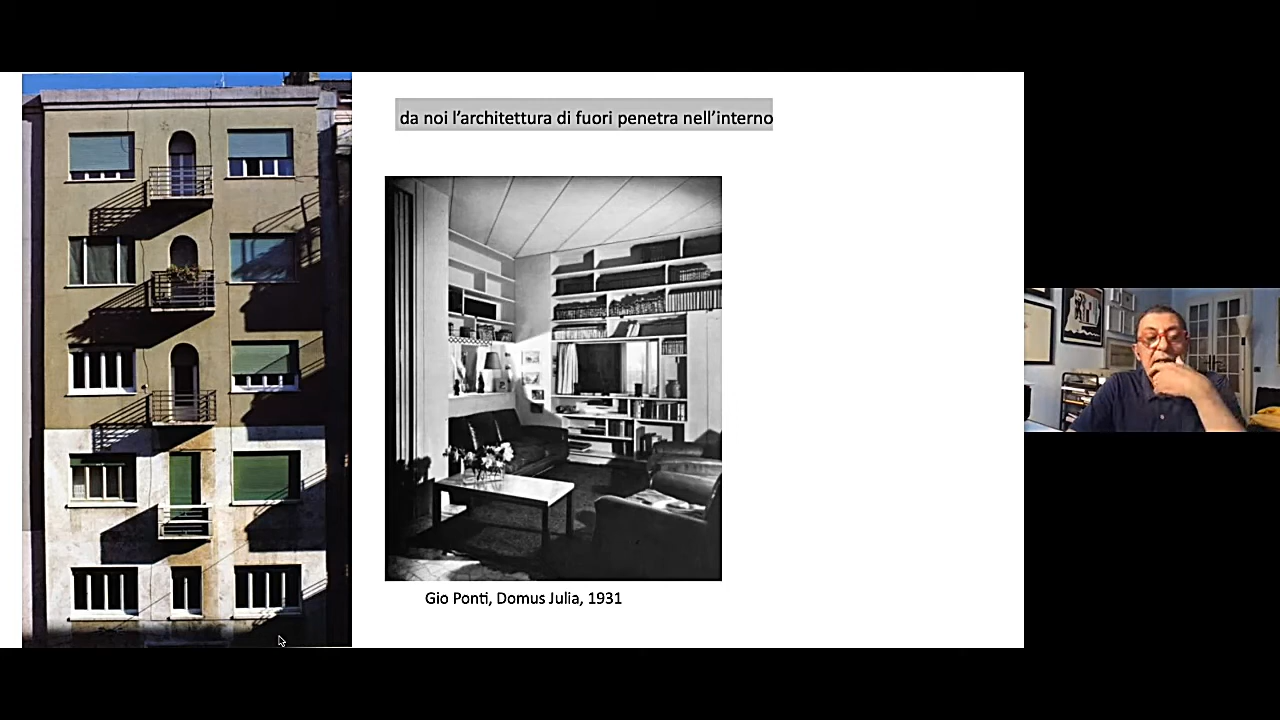 da noi l’architettura di fuori penetra nell’interno
Gio Ponti, Domus Julia, 1931